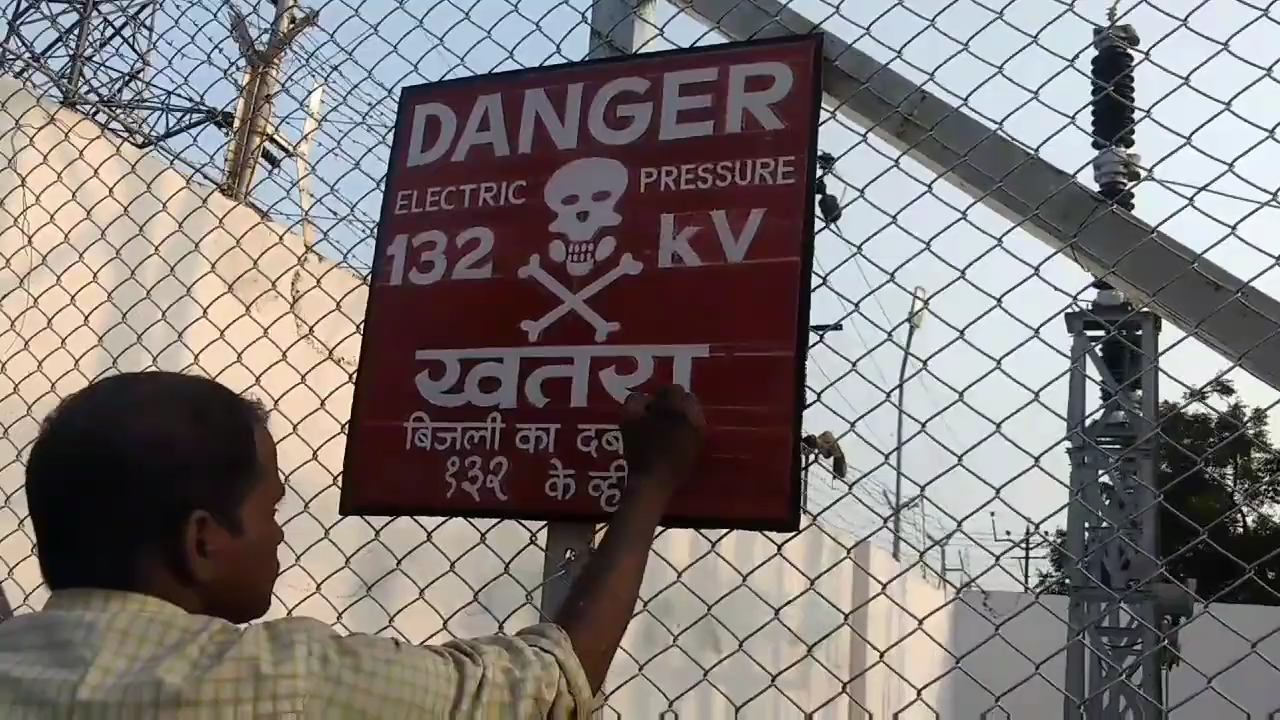 DANGER
ELECTRIC PRESSURE
132 kV
खतरा
बिजली का
१३२ के व्ही